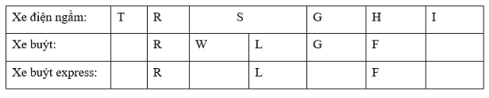 Xe điện ngầm: T R S G H I
Xe buýt: R W L G F
Xe buýt express: R L F